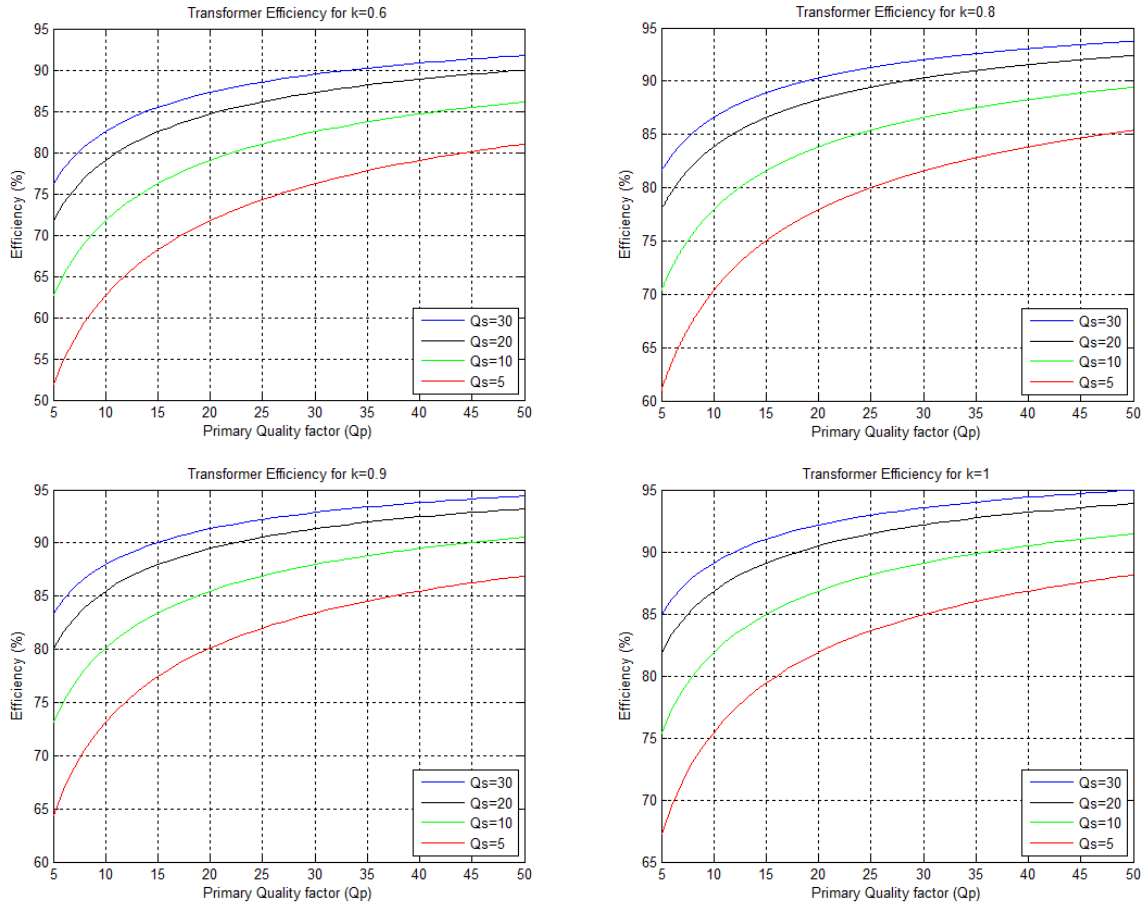 Transformer Efficiency for k=0.6
95
90
85
80
75
70
65
60
55
50
Efficiency (%)
5 10 15 20 25 30 35 40 45 50
Primary Quality factor (Qp)
Qs=30
Qs=20
Qs=10
Qs=5
Transformer Efficiency for k=0.8
95
90
85
80
75
70
65
60
Efficiency (%)
5 10 15 20 25 30 35 40 45 50
Primary Quality factor (Qp)
Qs=30
Qs=20
Qs=10
Qs=5
Transformer Efficiency for k=0.9
95
90
85
80
75
70
65
60
Efficiency (%)
5 10 15 20 25 30 35 40 45 50
Primary Quality factor (Qp)
Qs=30
Qs=20
Qs=10
Qs=5
Transformer Efficiency for k=1
95
90
85
80
75
70
65
Efficiency (%)
5 10 15 20 25 30 35 40 45 50
Primary Quality factor (Qp)
Qs=30
Qs=20
Qs=10
Qs=5